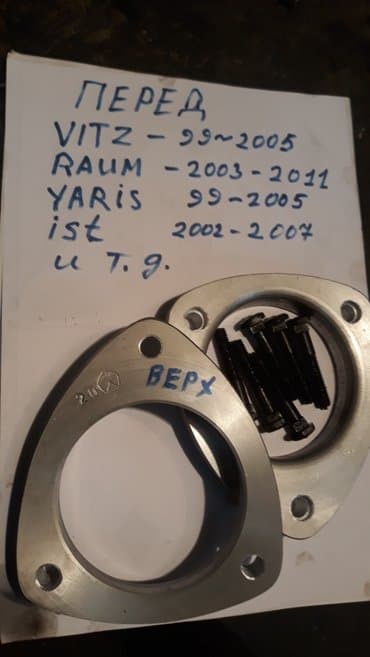 ПЕРЕД
VITZ - 99~2005
RAUM - 2003-2011
YARIS 99-2005
ist 2002-2007
и т.д.
ВЕРХ